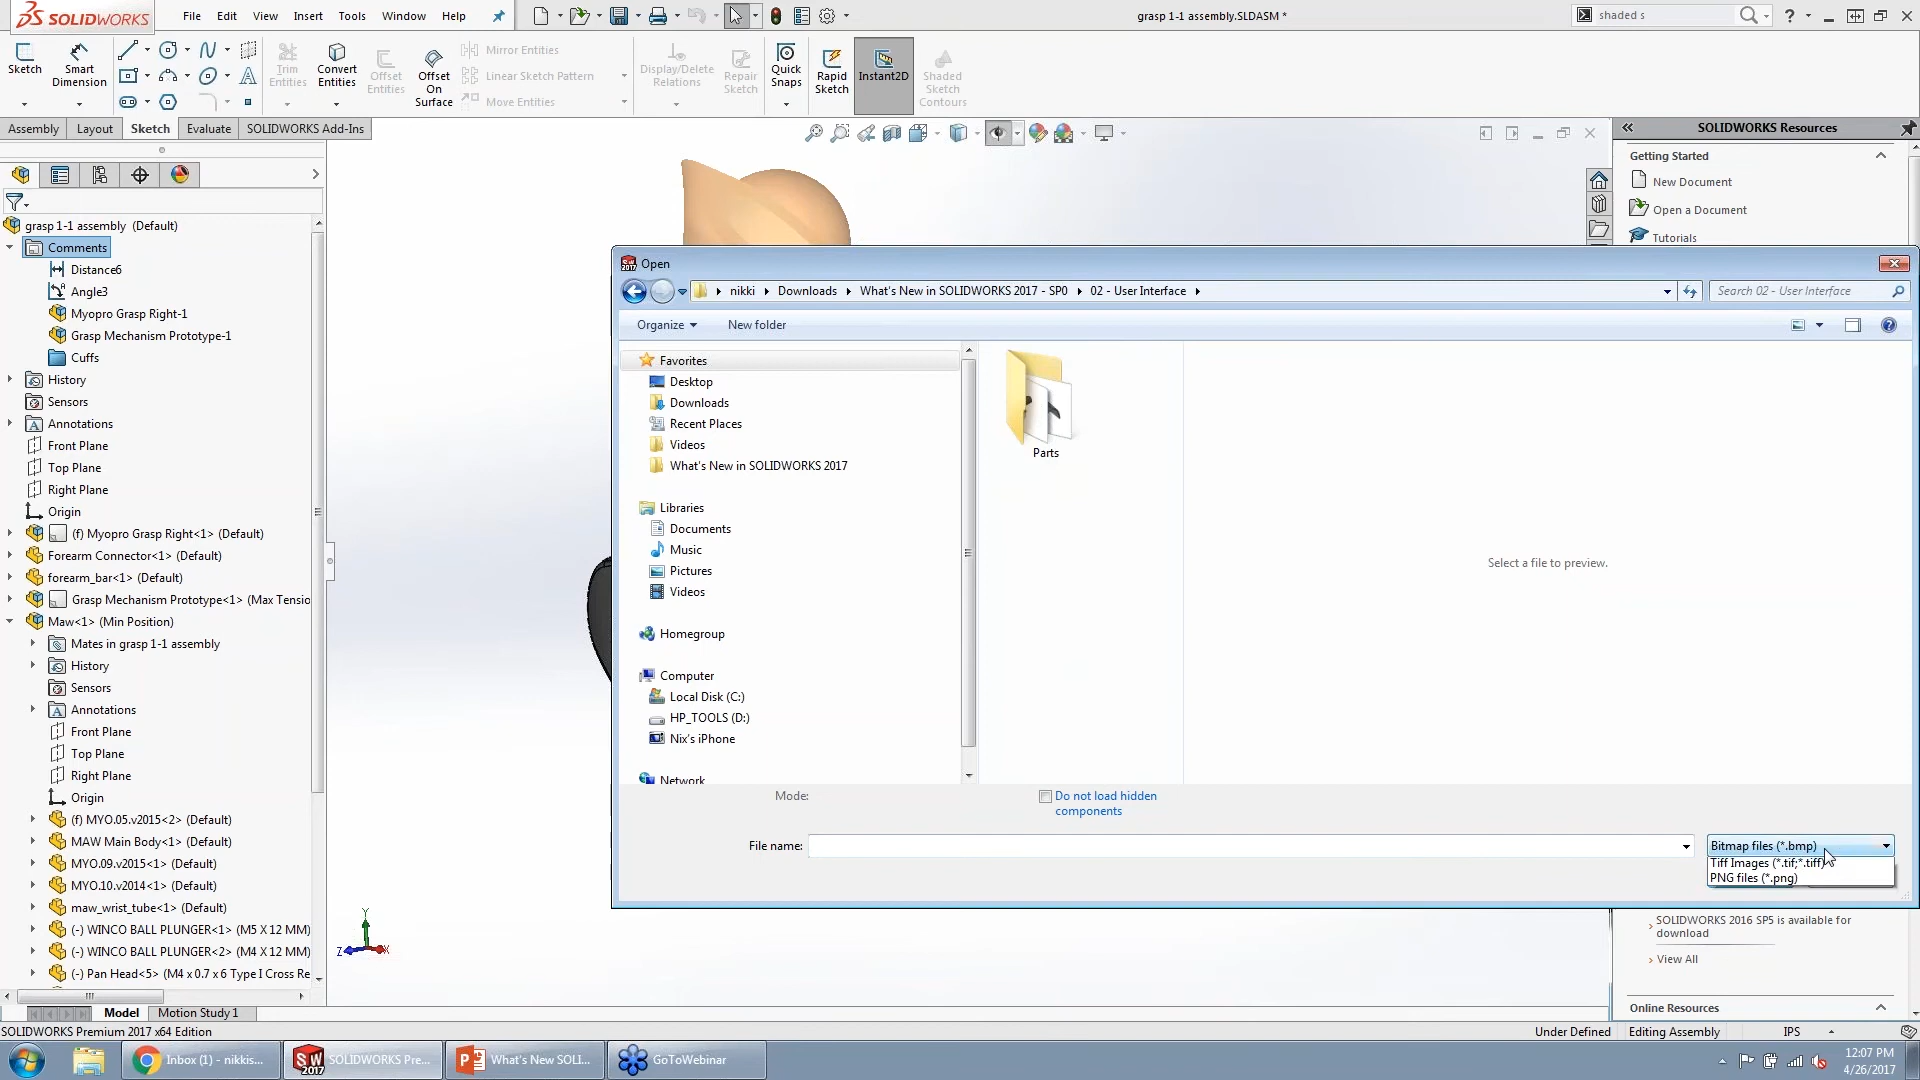 SOLIDWORKS File Edit View Insert Tools Window Help grasp 1-1 assembly.SLDASM * shaded s
Sketch Smart Dimension Trim Entities Convert Entities Offset Entities Offset On Surface Mirror Entities Linear Sketch Pattern Move Entities Display/Delete Relations Repair Sketch Quick Snaps Rapid Sketch Instant2D Shaded Sketch Contours
Assembly Layout Sketch Evaluate SOLIDWORKS Add-Ins
grasp 1-1 assembly (Default)
Comments
Distance6
Angle3
Myopro Grasp Right-1
Grasp Mechanism Prototype-1
Cuffs
History
Sensors
Annotations
Front Plane
Top Plane
Right Plane
Origin
(f) Myopro Grasp Right<1> (Default)
Forearm Connector<1> (Default)
forearm_bar<1> (Default)
Grasp Mechanism Prototype<1> (Max Tensio
Maw<1> (Min Position)
Mates in grasp 1-1 assembly
History
Sensors
Annotations
Front Plane
Top Plane
Right Plane
Origin
(f) MYO.05.v2015<2> (Default)
MAW Main Body<1> (Default)
MYO.09.v2015<1> (Default)
MYO.10.v2014<1> (Default)
maw_wrist_tube<1> (Default)
(-) WINCO BALL PLUNGER<1> (M5 X 12 MM)
(-) WINCO BALL PLUNGER<2> (M4 X 12 MM)
(-) Pan Head<5> (M4 x 0.7 x 6 Type I Cross Re
Model Motion Study 1
SOLIDWORKS Premium 2017 x64 Edition
Open
nikki Downloads What's New in SOLIDWORKS 2017 - SP0 02 - User Interface Search 02 - User Interface
Organize New folder
Favorites
Desktop
Downloads
Recent Places
Videos
What's New in SOLIDWORKS 2017
Libraries
Documents
Music
Pictures
Videos
Homegroup
Computer
Local Disk (C:)
HP_TOOLS (D:)
Nix's iPhone
Network
Parts
Select a file to preview.
Mode:
Do not load hidden components
File name:
Bitmap files (*.bmp)
Tiff Images (*.tif;*.tiff)
PNG files (*.png)
SOLIDWORKS Resources
Getting Started
New Document
Open a Document
Tutorials
SOLIDWORKS 2016 SP5 is available for download
View All
Online Resources
Under Defined Editing Assembly IPS
Inbox (1) - nikkis... SOLIDWORKS Pre... What's New SOLI... GoToWebinar
12:07 PM
4/26/2017
X
Y
Z